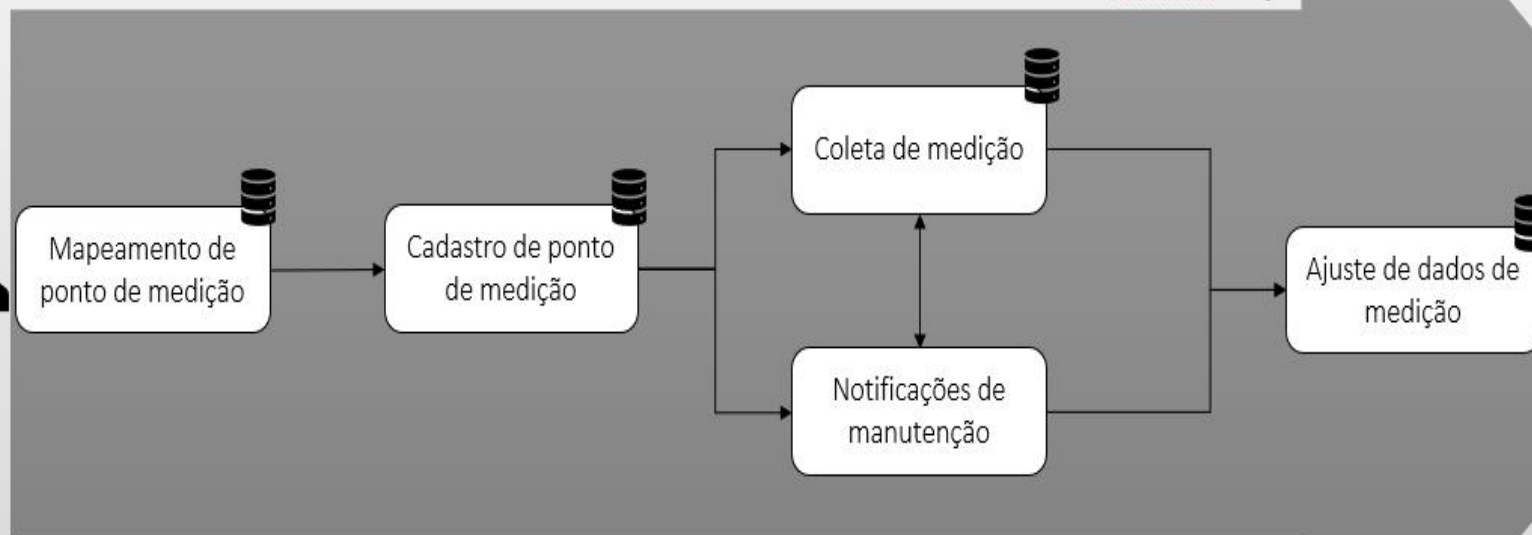 Mapeamento de
ponto de medição
Cadastro de ponto
de medição
Coleta de medição
Notificações de
manutenção
Ajuste de dados de
medição